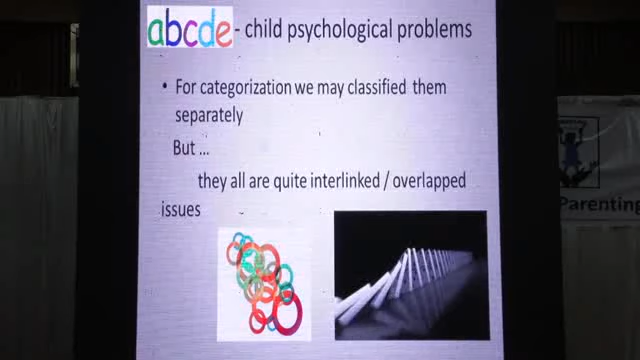 abcde - child psychological problems
• For categorization we may classified them
separately
But ...
they all are quite interlinked / overlapped
issues
Parenting